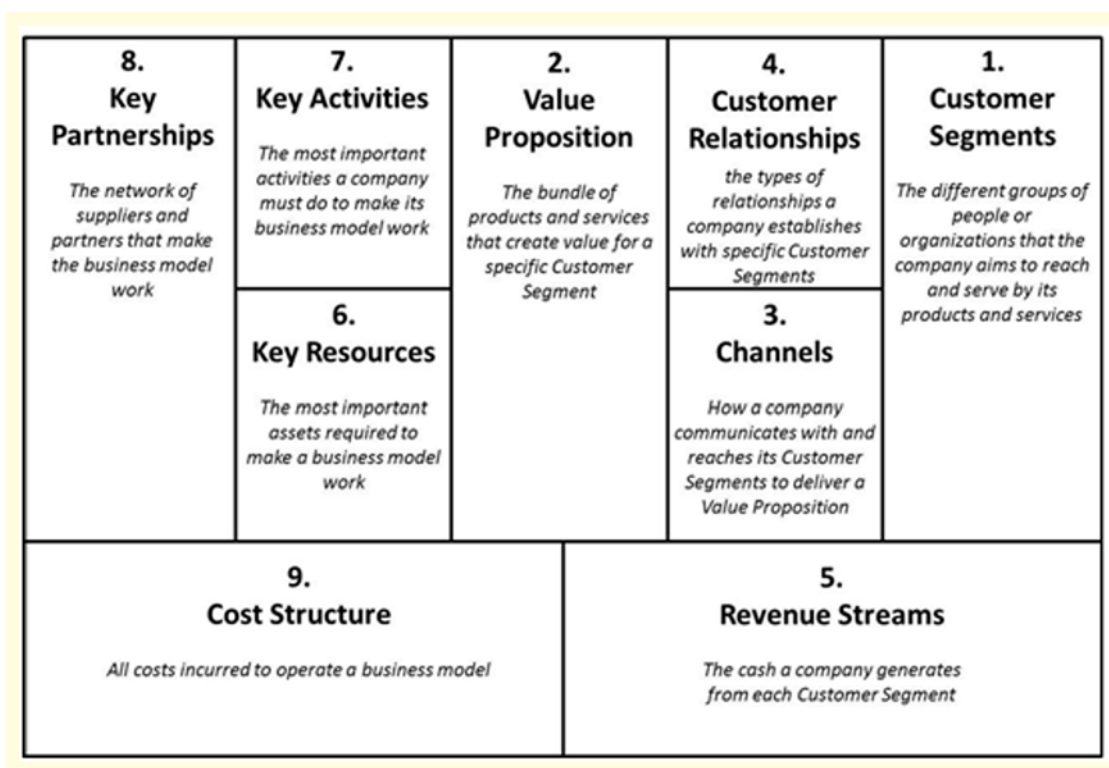 8.
Key
Partnerships
The network of
suppliers and
partners that make
the business model
work
7.
Key Activities
The most important
activities a company
must do to make its
business model work
6.
Key Resources
The most important
assets required to
make a business model
work
2.
Value
Proposition
The bundle of
products and services
that create value for a
specific Customer
Segment
4.
Customer
Relationships
the types of
relationships a
company establishes
with specific Customer
Segments
3.
Channels
How a company
communicates with and
reaches its Customer
Segments to deliver a
Value Proposition
1.
Customer
Segments
The different groups of
people or
organizations that the
company aims to reach
and serve by its
products and services
9.
Cost Structure
All costs incurred to operate a business model
5.
Revenue Streams
The cash a company generates
from each Customer Segment